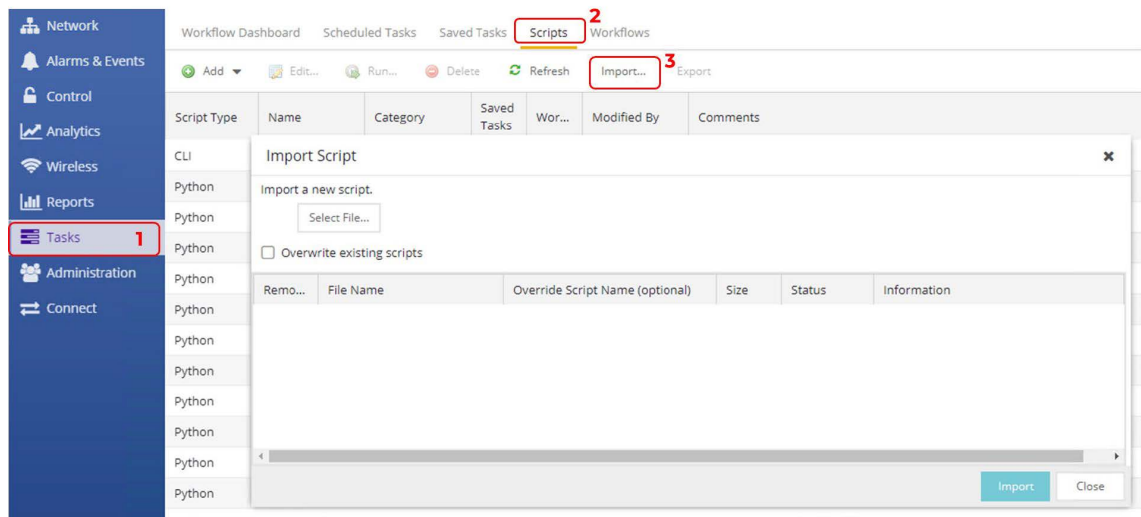 Network
Alarms & Events
Control
Analytics
Wireless
Reports
Tasks 1
Administration
Connect
2
Workflow Dashboard Scheduled Tasks Saved Tasks Scripts Workflows
Add Edit... Run... Delete Refresh Import... 3 Export
Script Type Name Category Saved Tasks Wor... Modified By Comments
CLI
Python
Python
Python
Python
Python
Python
Python
Python
Python
Python
Python
Import Script
Import a new script.
Select File...
Overwrite existing scripts
Remo... File Name Override Script Name (optional) Size Status Information
Import Close